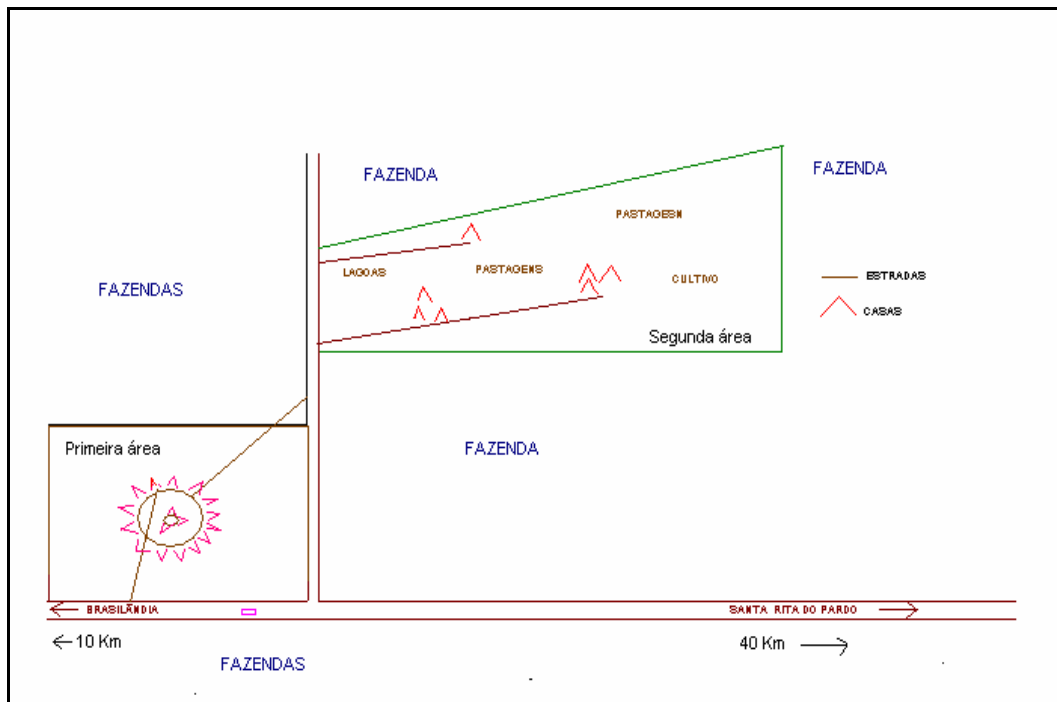 FAZENDA
FAZENDA
PASTAGESN
LAGOAS
PASTAGENS
CULTIVO
ESTRADAS
FAZENDAS
CASAS
Segunda área
Primeira área
FAZENDA
BRASILÂNDIA
SANTA RITA DO PARDO
10 Km
40 Km
FAZENDAS